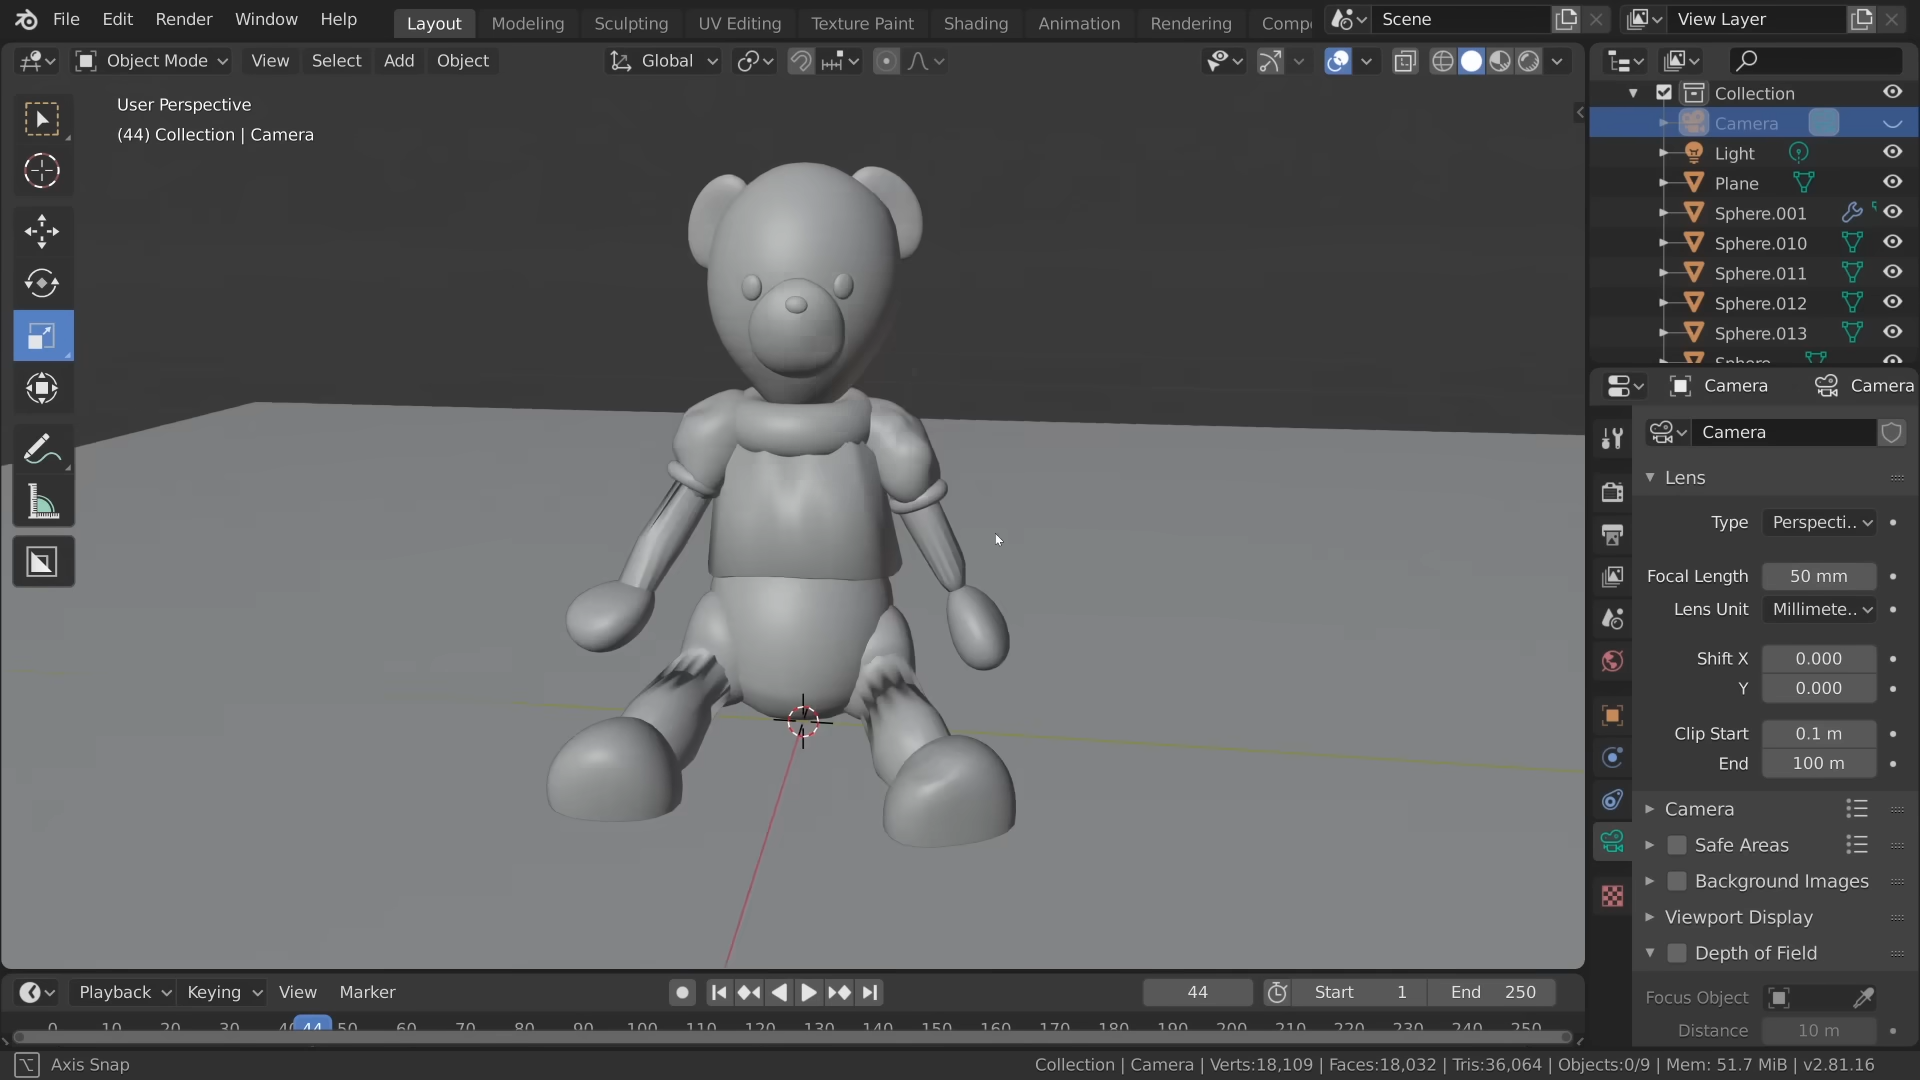 File Edit Render Window Help Layout Modeling Sculpting UV Editing Texture Paint Shading Animation Rendering Comp Scene View Layer
Object Mode View Select Add Object Global
User Perspective
(44) Collection | Camera
Collection
Camera
Light
Plane
Sphere.001
Sphere.010
Sphere.011
Sphere.012
Sphere.013
Sphere
Camera Camera
Camera
Lens
Type Perspecti..
Focal Length 50 mm
Lens Unit Millimete..
Shift X 0.000
Y 0.000
Clip Start 0.1 m
End 100 m
Camera
Safe Areas
Background Images
Viewport Display
Depth of Field
Focus Object
Distance 10 m
Playback Keying View Marker 44 Start 1 End 250
0 10 20 30 40 44 50 60 70 80 90 100 110 120 130 140 150 160 170 180 190 200 210 220 230 240 250
Axis Snap Collection | Camera | Verts:18,109 | Faces:18,032 | Tris:36,064 | Objects:0/9 | Mem: 51.7 MiB | v2.81.16